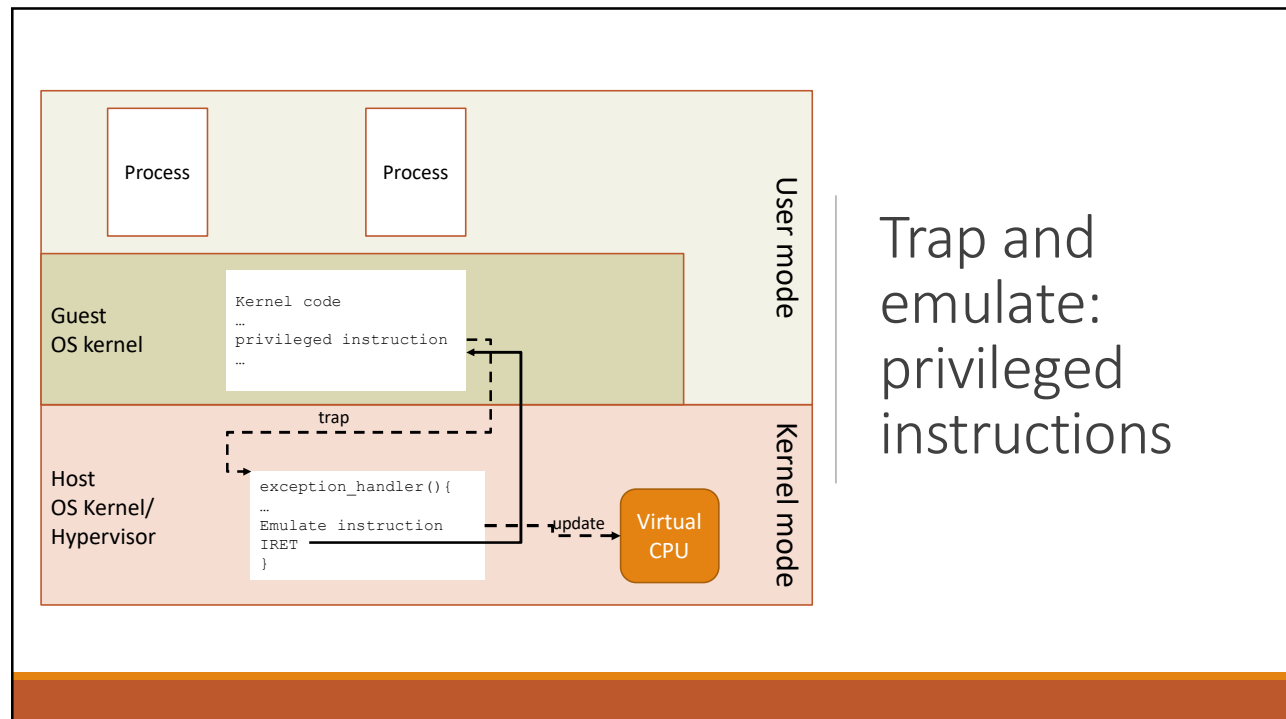 Process
Process
User mode
Guest
OS kernel
Kernel code
…
privileged instruction
…
trap
Host
OS Kernel/
Hypervisor
exception_handler(){
…
Emulate instruction
IRET
}
update
Virtual
CPU
Kernel mode
Trap and
emulate:
privileged
instructions